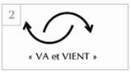 2
« VA et VIENT »